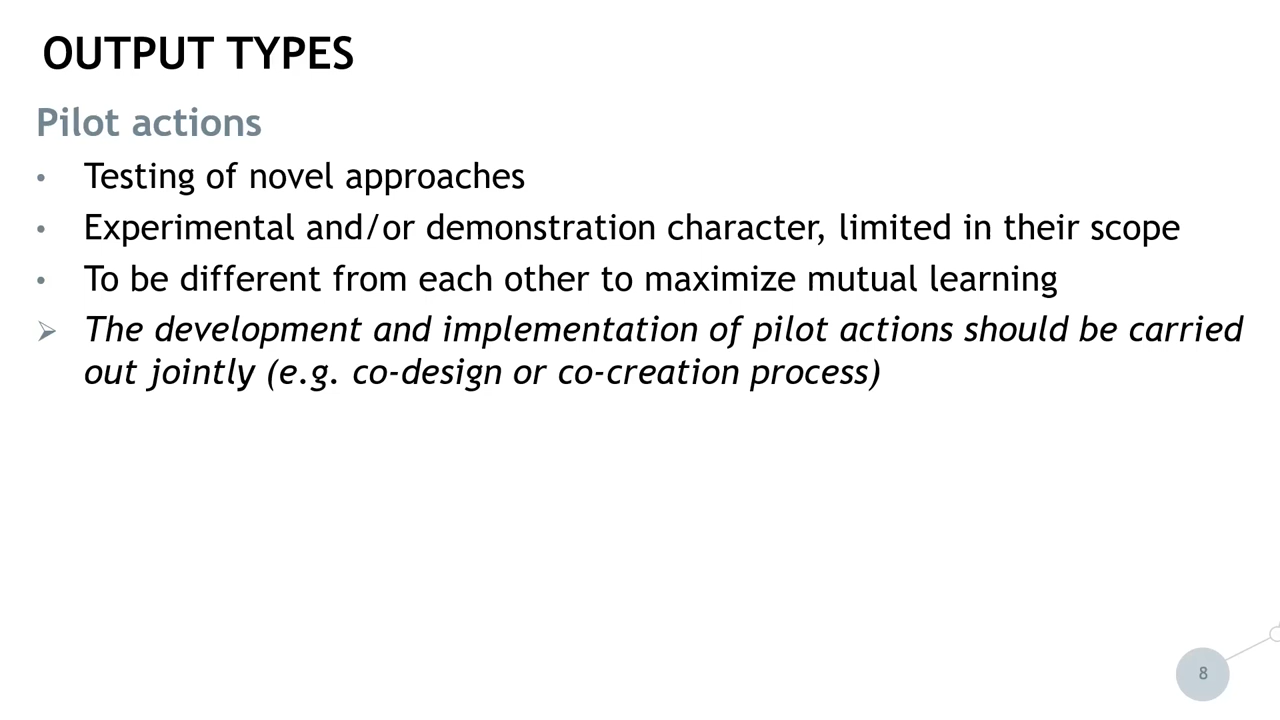 OUTPUT TYPES
Pilot actions
• Testing of novel approaches
• Experimental and/or demonstration character, limited in their scope
• To be different from each other to maximize mutual learning
➢ The development and implementation of pilot actions should be carried
out jointly (e.g. co-design or co-creation process)
8